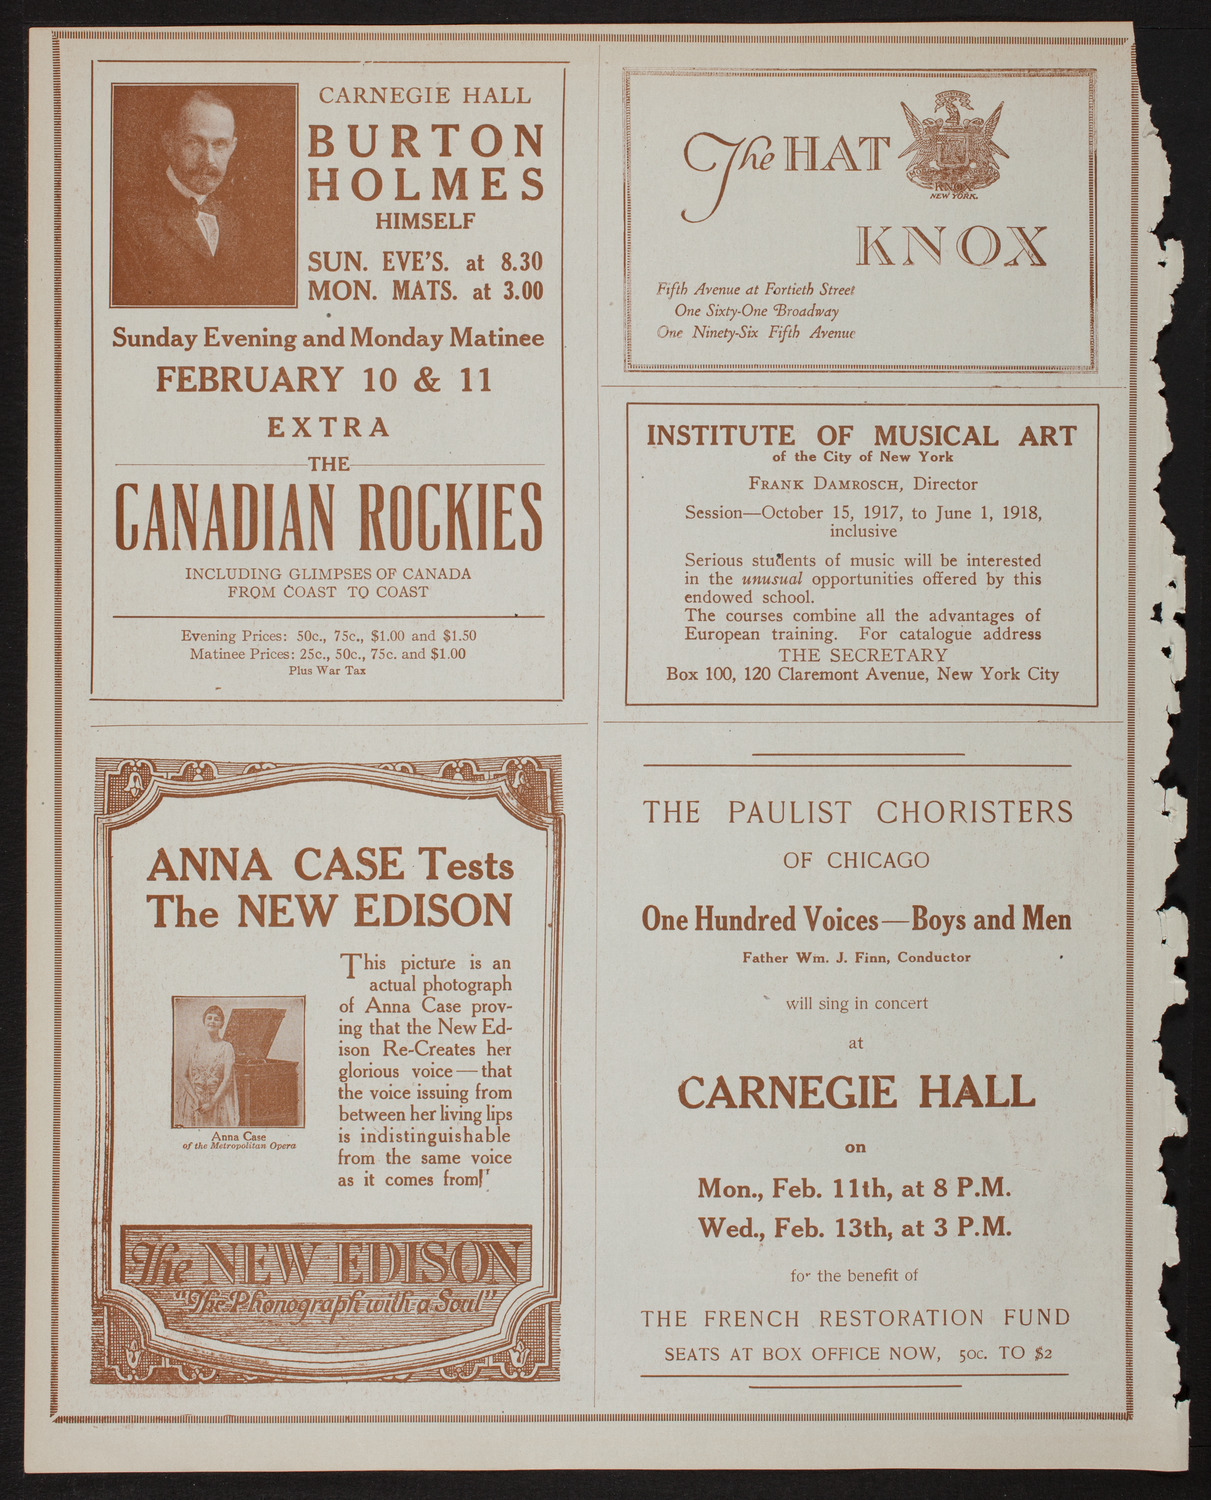 CARNEGIE HALL
BURTON
HOLMES
HIMSELF
SUN. EVE'S. at 8.30
MON. MATS. at 3.00
Sunday Evening and Monday Matinee
FEBRUARY 10 & 11
EXTRA
THE
CANADIAN ROCKIES
INCLUDING GLIMPSES OF CANADA
FROM COAST TO COAST
Evening Prices: 50c., 75c., $1.00 and $1.50
Matinee Prices: 25c., 50c., 75c. and $1.00
Plus War Tax
The HAT
KNOX
NEW YORK.
KNOX
Fifth Avenue at Fortieth Street
One Sixty-One Broadway
One Ninety-Six Fifth Avenue
INSTITUTE OF MUSICAL ART
of the City of New York
FRANK DAMROSCH, Director
Session—October 15, 1917, to June 1, 1918,
inclusive
Serious students of music will be interested
in the unusual opportunities offered by this
endowed school.
The courses combine all the advantages of
European training. For catalogue address
THE SECRETARY
Box 100, 120 Claremont Avenue, New York City
ANNA CASE Tests
The NEW EDISON
This picture is an
actual photograph
of Anna Case prov-
ing that the New Ed-
ison Re-Creates her
glorious voice—that
the voice issuing from
between her living lips
is indistinguishable
from the same voice
as it comes from
Anna Case
of the Metropolitan Opera
The NEW EDISON
"The Phonograph with a Soul"
THE PAULIST CHORISTERS
OF CHICAGO
One Hundred Voices—Boys and Men
Father Wm. J. Finn, Conductor
will sing in concert
at
CARNEGIE HALL
on
Mon., Feb. 11th, at 8 P.M.
Wed., Feb. 13th, at 3 P.M.
for the benefit of
THE FRENCH RESTORATION FUND
SEATS AT BOX OFFICE NOW, 50c. TO $2